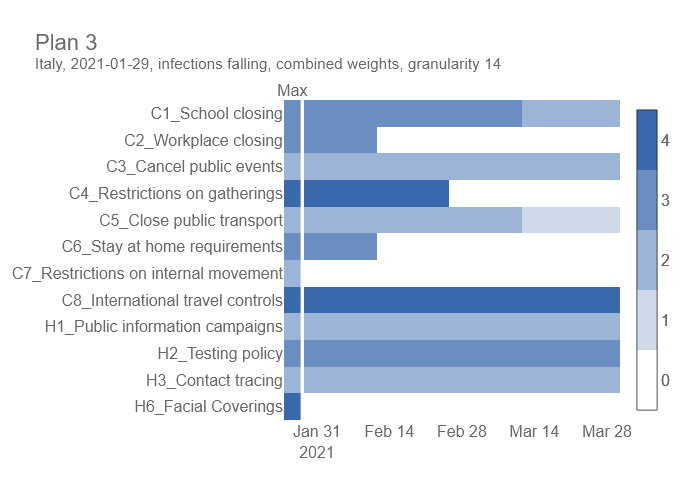 Plan 3
Italy, 2021-01-29, infections falling, combined weights, granularity 14
Max
C1_School closing
C2_Workplace closing
C3_Cancel public events
C4_Restrictions on gatherings
C5_Close public transport
C6_Stay at home requirements
C7_Restrictions on internal movement
C8_International travel controls
H1_Public information campaigns
H2_Testing policy
H3_Contact tracing
H6_Facial Coverings
4
3
2
1
0
Jan 31 Feb 14 Feb 28 Mar 14 Mar 28
2021